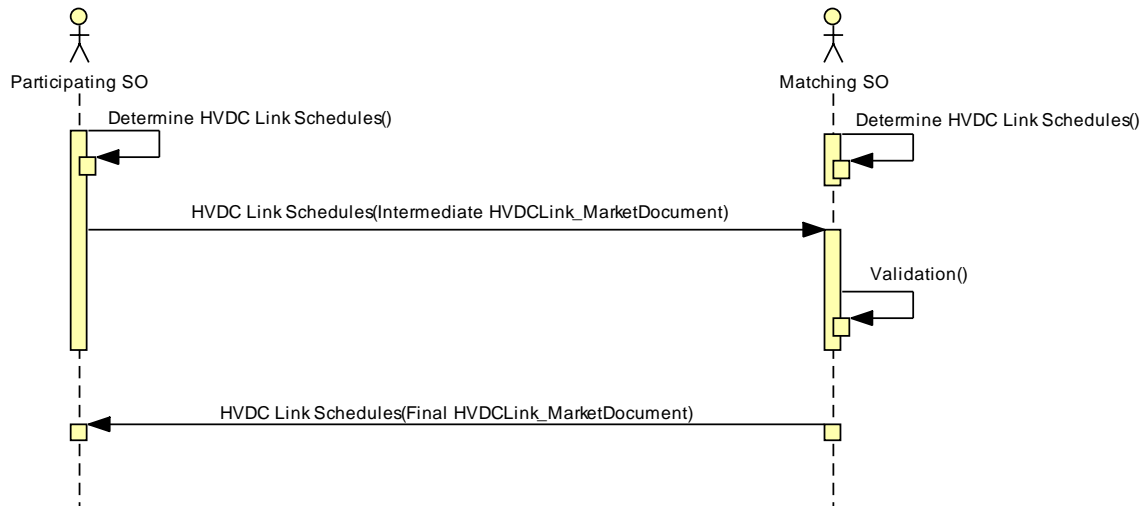 Participating SO
Matching SO
Determine HVDC Link Schedules()
Determine HVDC Link Schedules()
HVDC Link Schedules(Intermediate HVDCLink_MarketDocument)
Validation()
HVDC Link Schedules(Final HVDCLink_MarketDocument)